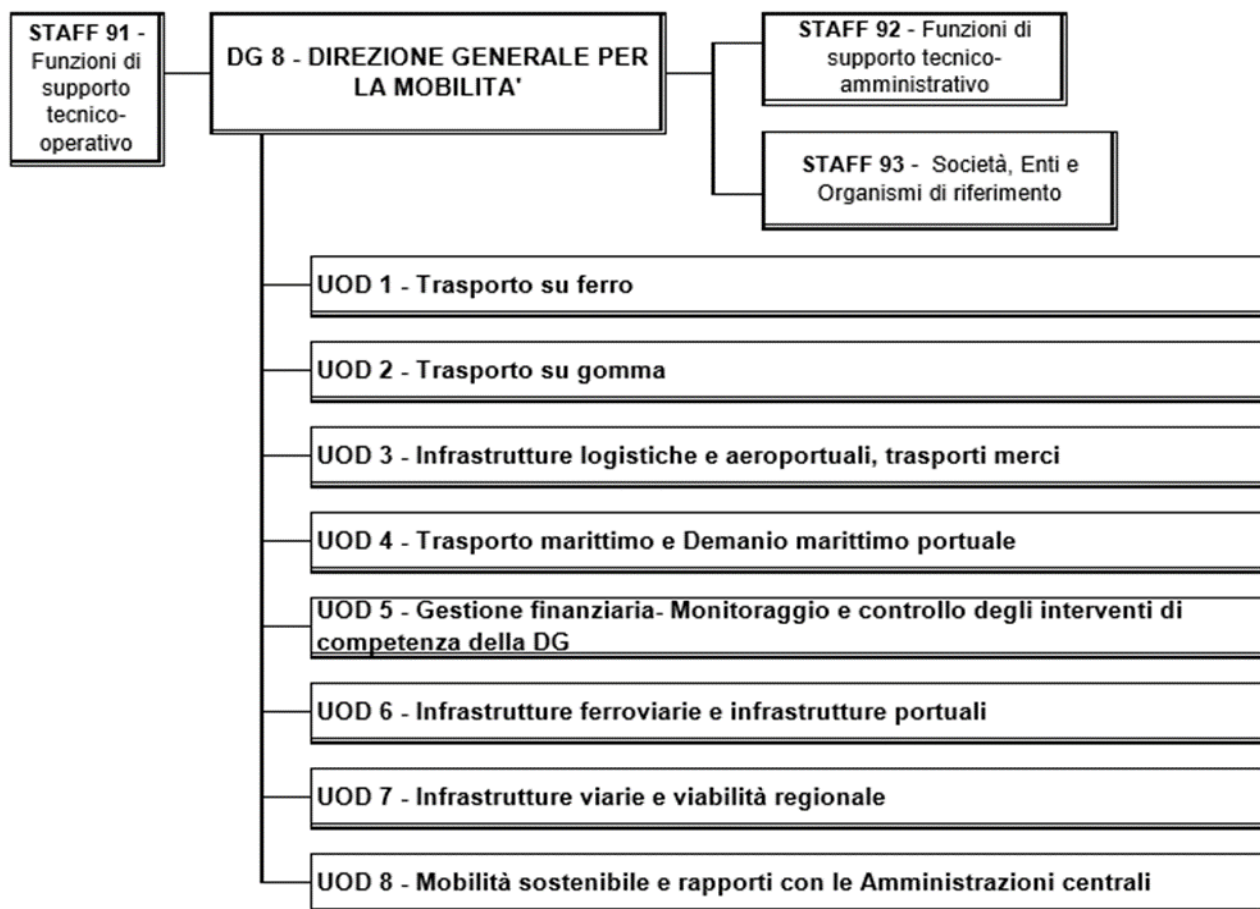 STAFF 91 -
Funzioni di
supporto
tecnico-
operativo
DG 8 - DIREZIONE GENERALE PER
LA MOBILITA'
STAFF 92 - Funzioni di
supporto tecnico-
amministrativo
STAFF 93 - Società, Enti e
Organismi di riferimento
UOD 1 - Trasporto su ferro
UOD 2 - Trasporto su gomma
UOD 3 - Infrastrutture logistiche e aeroportuali, trasporti merci
UOD 4 - Trasporto marittimo e Demanio marittimo portuale
UOD 5 - Gestione finanziaria- Monitoraggio e controllo degli interventi di
competenza della DG
UOD 6 - Infrastrutture ferroviarie e infrastrutture portuali
UOD 7 - Infrastrutture viarie e viabilità regionale
UOD 8 - Mobilità sostenibile e rapporti con le Amministrazioni centrali